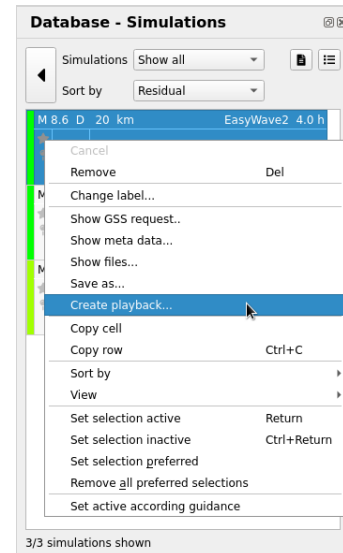 Database - Simulations
Simulations Show all
Sort by Residual
M 8.6 D 20 km EasyWave2 4.0 h
Cancel
Remove Del
M
Change label...
Show GSS request..
Show meta data...
Show files...
M
Save as...
Create playback...
Copy cell
Copy row Ctrl+C
Sort by
View
Set selection active Return
Set selection inactive Ctrl+Return
Set selection preferred
Remove all preferred selections
Set active according guidance
3/3 simulations shown